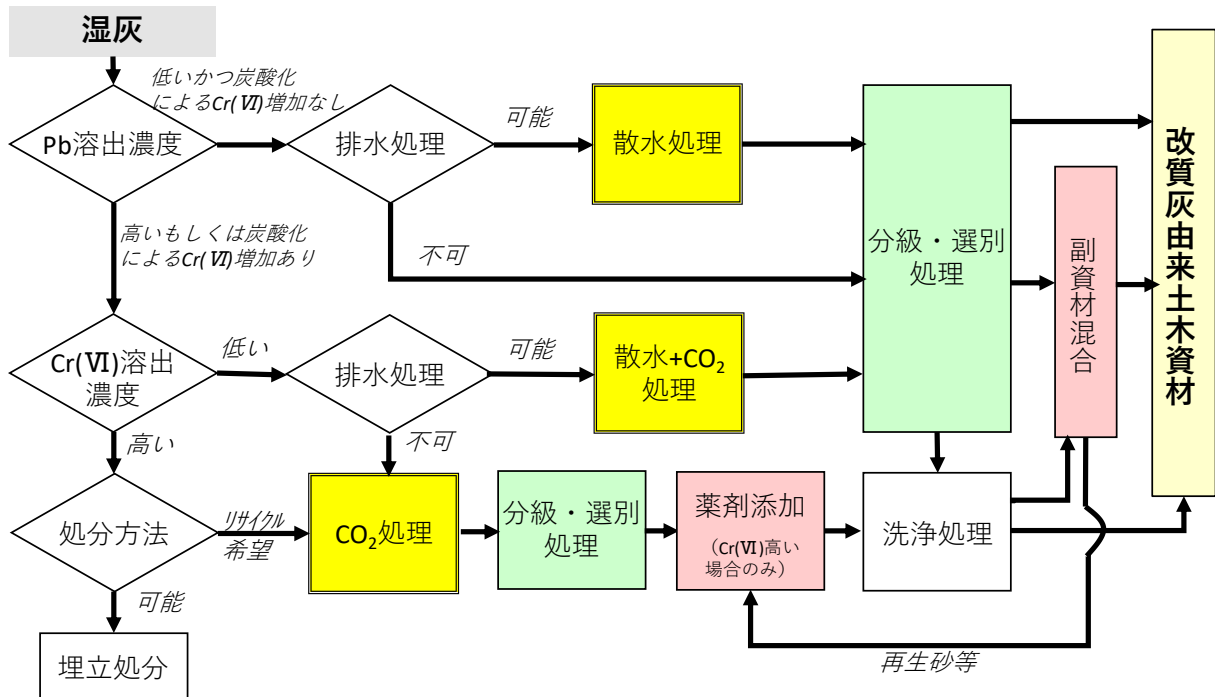 湿灰
低いかつ炭酸化
によるCr(Ⅵ)増加なし
Pb溶出濃度
排水処理
可能
散水処理
不可
高いもしくは炭酸化
によるCr(Ⅵ)増加あり
分級・選別
処理
副資材混合
改質灰由来土木資材
Cr(Ⅵ)溶出
濃度
低い
排水処理
可能
散水+CO₂
処理
不可
高い
処分方法
ﾘｻｲｸﾙ
希望
CO₂処理
分級・選別
処理
薬剤添加
（Cr(Ⅵ)高い
場合のみ）
洗浄処理
可能
埋立処分
再生砂等